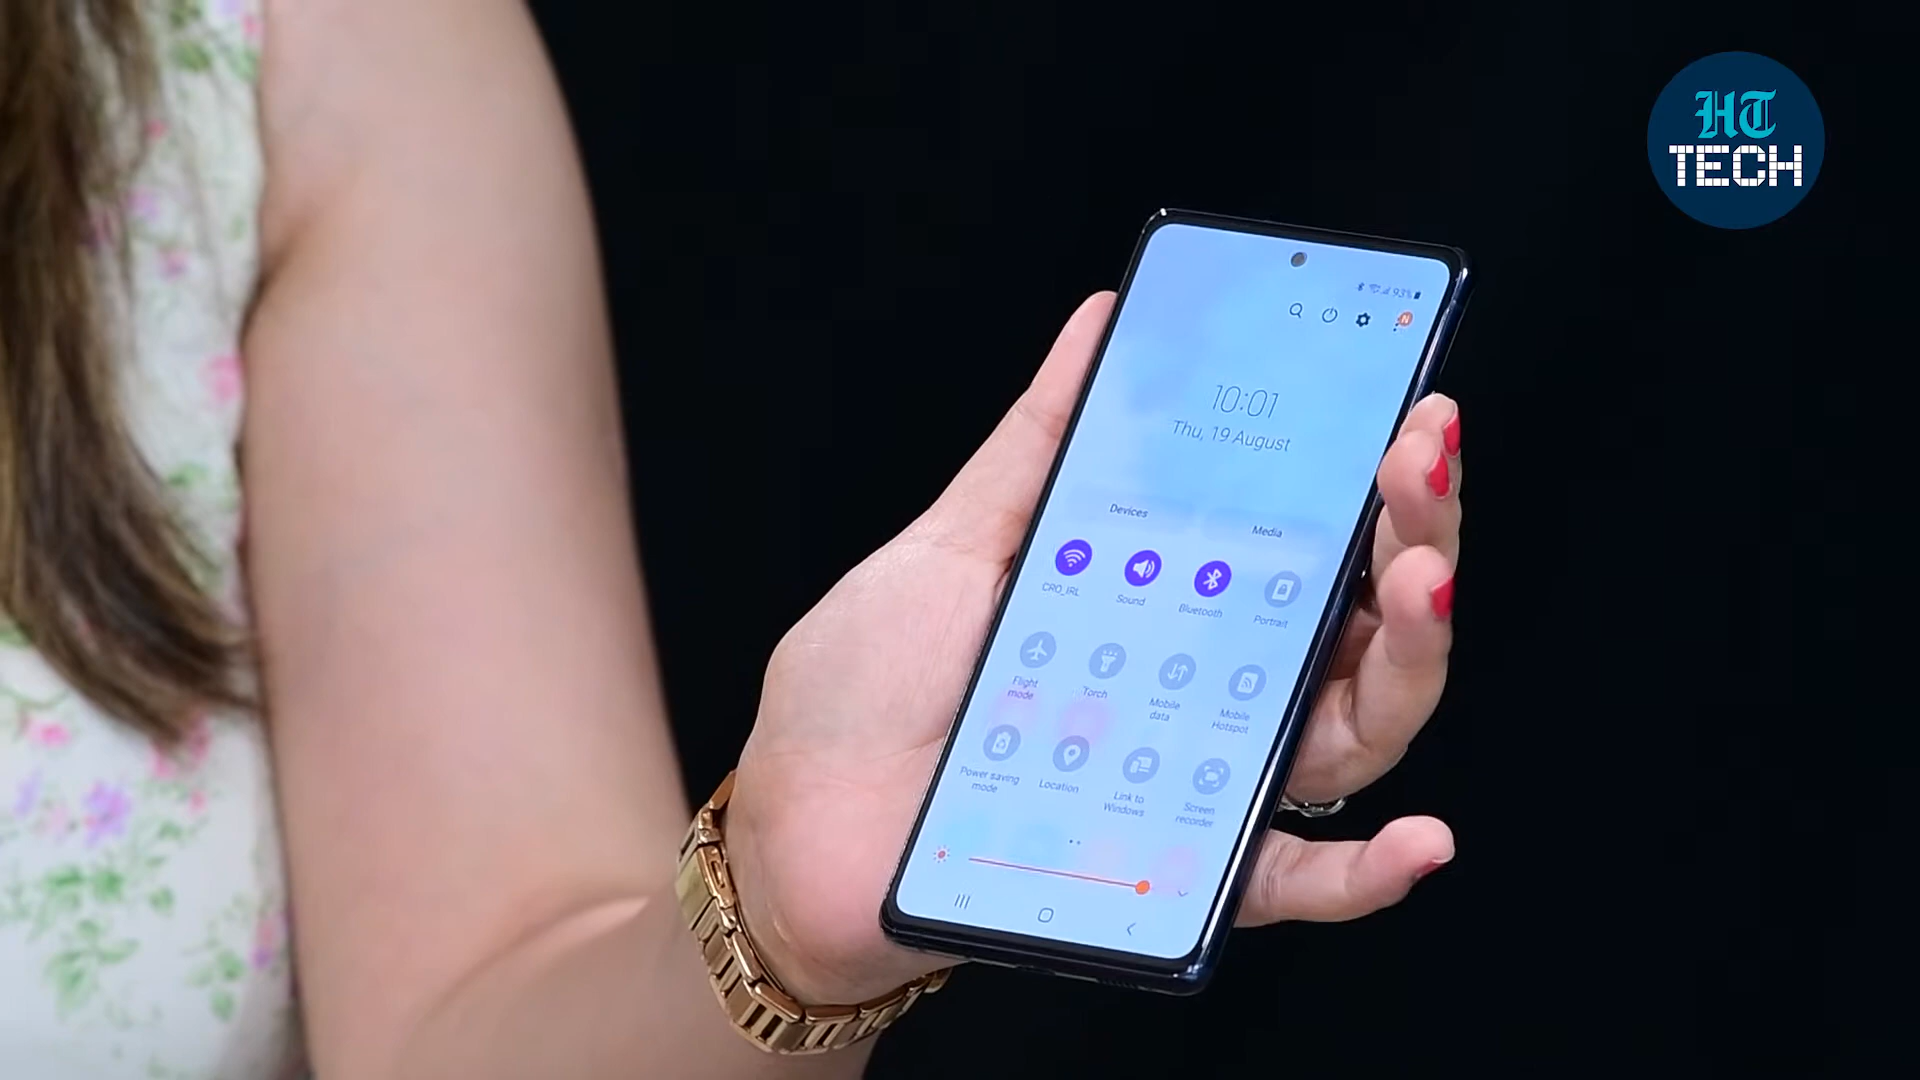 HT
TECH
93%
N
10:01
Thu, 19 August
Devices
Media
CRO_IRL
Sound
Bluetooth
Portrait
Flight
mode
Torch
Mobile
data
Mobile
Hotspot
Power saving
mode
Location
Link to
Windows
Screen
recorder